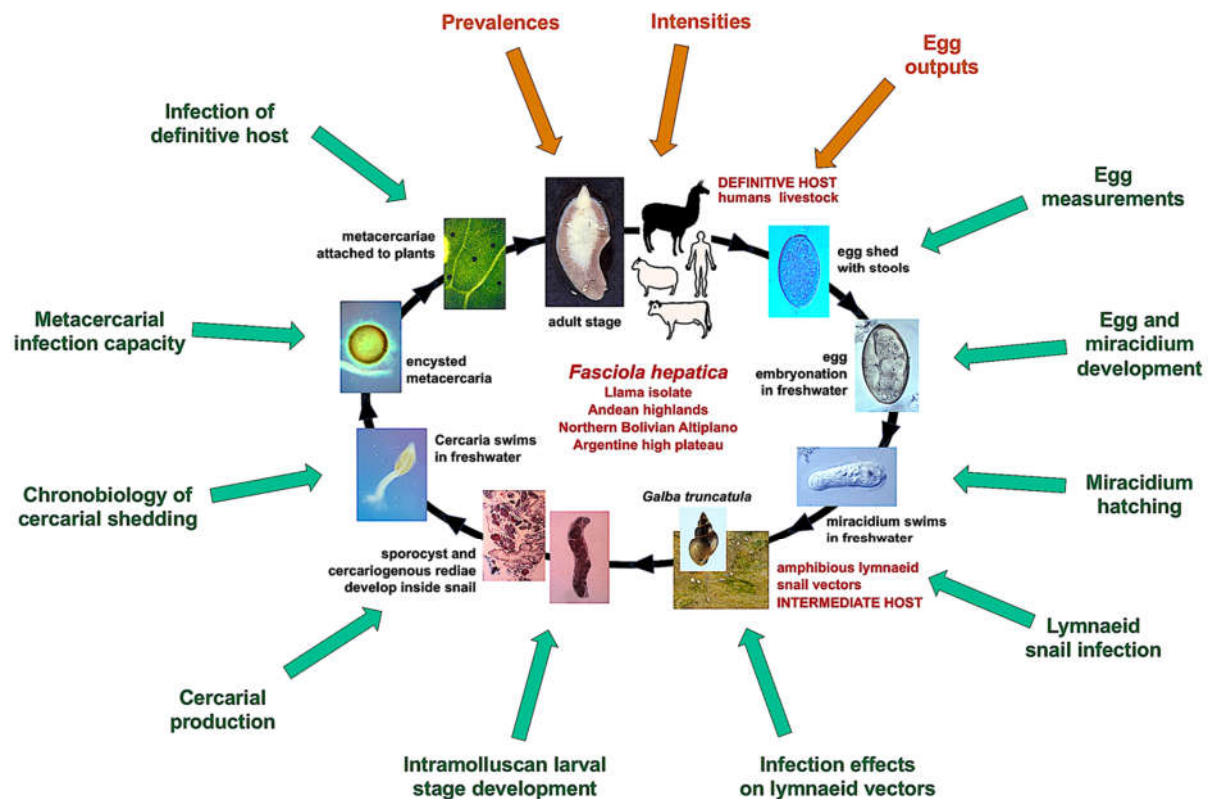 Prevalences
Intensities
Egg
outputs
Infection of
definitive host
DEFINITIVE HOST
humans livestock
Egg
measurements
metacercariae
attached to plants
egg shed
with stools
adult stage
Metacercarial
infection capacity
encysted
metacercaria
egg
embryonation
in freshwater
Egg and
miracidium
development
Fasciola hepatica
Llama isolate
Andean highlands
Northern Bolivian Altiplano
Argentine high plateau
Cercaria swims
in freshwater
Chronobiology of
cercarial shedding
Galba truncatula
miracidium swims
in freshwater
Miracidium
hatching
sporocyst and
cercariogenous rediae
develop inside snail
amphibious lymnaeid
snail vectors
INTERMEDIATE HOST
Lymnaeid
snail infection
Cercarial
production
Intramolluscan larval
stage development
Infection effects
on lymnaeid vectors